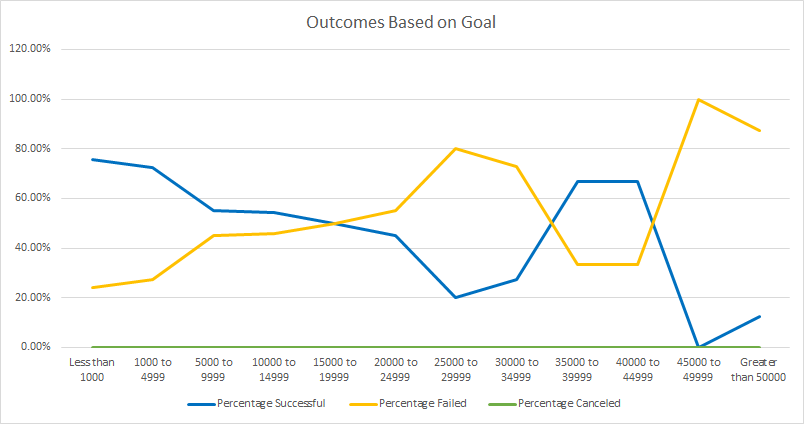 Outcomes Based on Goal
120.00%
100.00%
80.00%
60.00%
40.00%
20.00%
0.00%
Less than 1000 to 5000 to 10000 to 15000 to 20000 to 25000 to 30000 to 35000 to 40000 to 45000 to Greater
1000 4999 9999 14999 19999 24999 29999 34999 39999 44999 49999 than 50000
Percentage Successful Percentage Failed Percentage Canceled